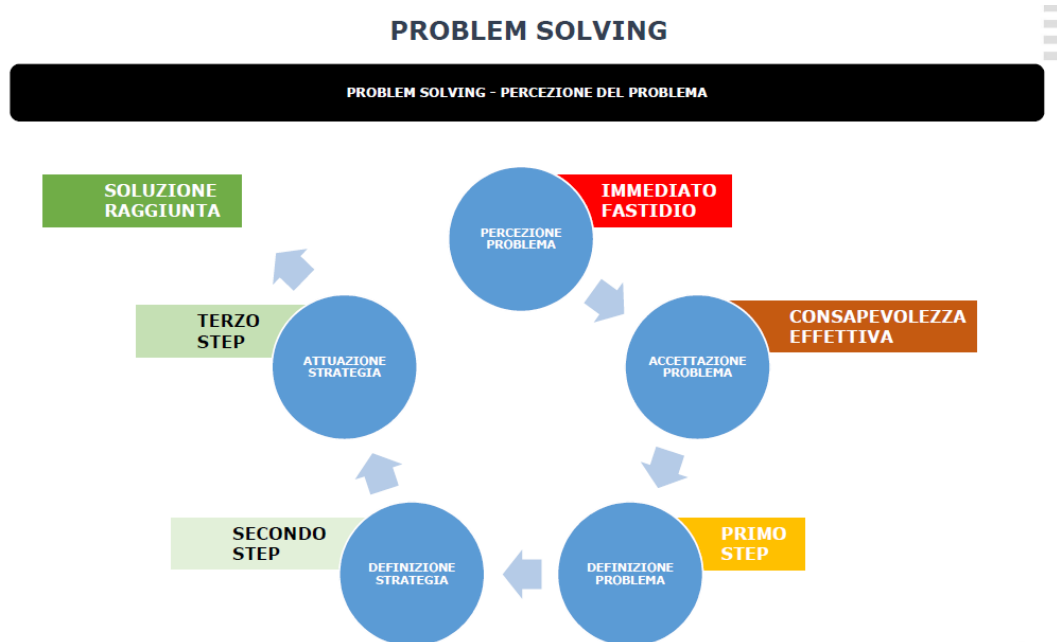 PROBLEM SOLVING
PROBLEM SOLVING - PERCEZIONE DEL PROBLEMA
PERCEZIONE
PROBLEMA
IMMEDIATO
FASTIDIO
ACCETTAZIONE
PROBLEMA
CONSAPEVOLEZZA
EFFETTIVA
DEFINIZIONE
PROBLEMA
PRIMO
STEP
DEFINIZIONE
STRATEGIA
SECONDO
STEP
ATTUAZIONE
STRATEGIA
TERZO
STEP
SOLUZIONE
RAGGIUNTA